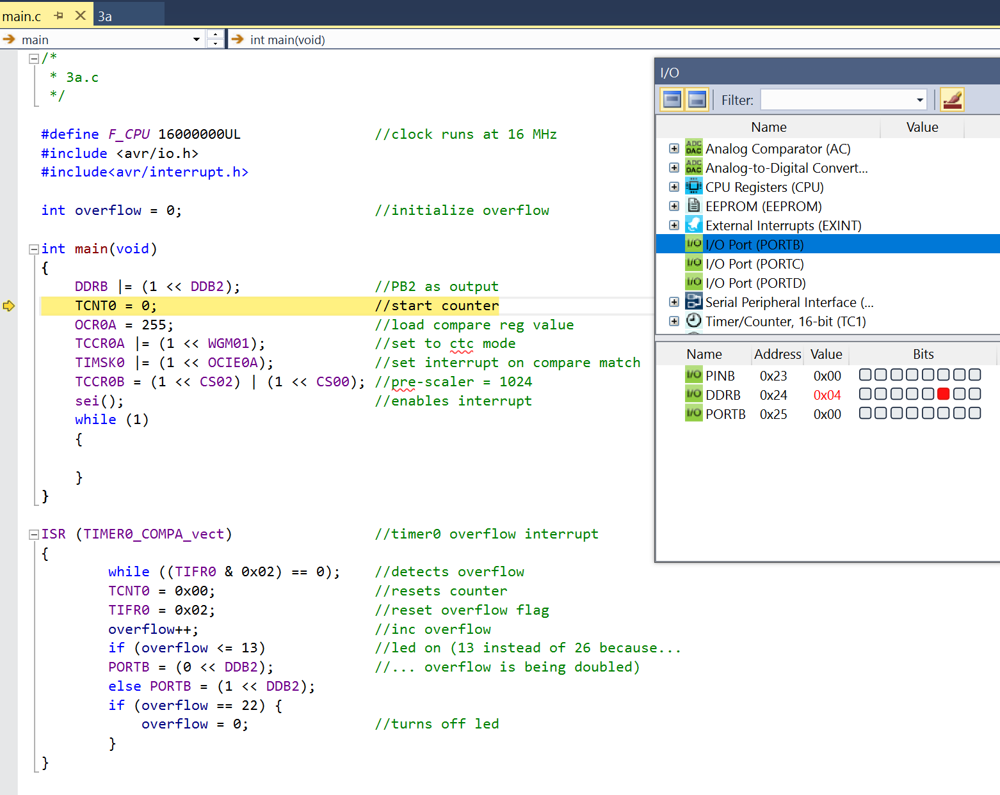 main.c
3a
main
int main(void)
/*
* 3a.c
*/
#define F_CPU 16000000UL //clock runs at 16 MHz
#include <avr/io.h>
#include<avr/interrupt.h>
int overflow = 0; //initialize overflow
int main(void)
{
DDRB |= (1 << DDB2); //PB2 as output
TCNT0 = 0; //start counter
OCR0A = 255; //load compare reg value
TCCR0A |= (1 << WGM01); //set to ctc mode
TIMSK0 |= (1 << OCIE0A); //set interrupt on compare match
TCCR0B = (1 << CS02) | (1 << CS00); //pre-scaler = 1024
sei(); //enables interrupt
while (1)
{
}
}
ISR (TIMER0_COMPA_vect) //timer0 overflow interrupt
{
while ((TIFR0 & 0x02) == 0); //detects overflow
TCNT0 = 0x00; //resets counter
TIFR0 = 0x02; //reset overflow flag
overflow++; //inc overflow
if (overflow <= 13) //led on (13 instead of 26 because...
PORTB = (0 << DDB2); //... overflow is being doubled)
else PORTB = (1 << DDB2);
if (overflow == 22) {
overflow = 0; //turns off led
}
}
I/O
Filter:
Name Value
ADC DAC Analog Comparator (AC)
ADC DAC Analog-to-Digital Convert...
CPU Registers (CPU)
EEPROM (EEPROM)
External Interrupts (EXINT)
I/O I/O Port (PORTB)
I/O I/O Port (PORTC)
I/O I/O Port (PORTD)
Serial Peripheral Interface (...
Timer/Counter, 16-bit (TC1)
Name Address Value Bits
I/O PINB 0x23 0x00
I/O DDRB 0x24 0x04
I/O PORTB 0x25 0x00